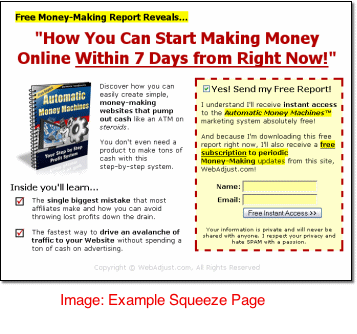 Free Money-Making Report Reveals...
"How You Can Start Making Money
Online Within 7 Days from Right Now!"
Automatic
Money Machines
Your Step by Step
Profit System
Discover how you can
easily create simple,
money-making
websites that pump
out cash like an ATM on
steroids.
You don't even need a
product to make tons
of cash with this
step-by-step system.
Inside you'll learn...
The single biggest mistake that most
affiliates make and how you can avoid
throwing lost profits down the drain.
The fastest way to drive an avalanche of
traffic to your Website without spending a
ton of cash on advertising.
Yes! Send my Free Report!
I understand I'll receive instant access
to the Automatic Money Machines™
marketing system absolutely free!
And because I'm downloading this free
report right now, I'll also receive a free
subscription to periodic
Money-Making updates from this site,
WebAdjust.com!
Name:
Email:
Free Instant Access >>
Your information is private and will never be
shared with anyone. I respect your privacy and
hate SPAM with a passion.
Copyright © WebAdjust.com, All Rights Reserved
Image: Example Squeeze Page